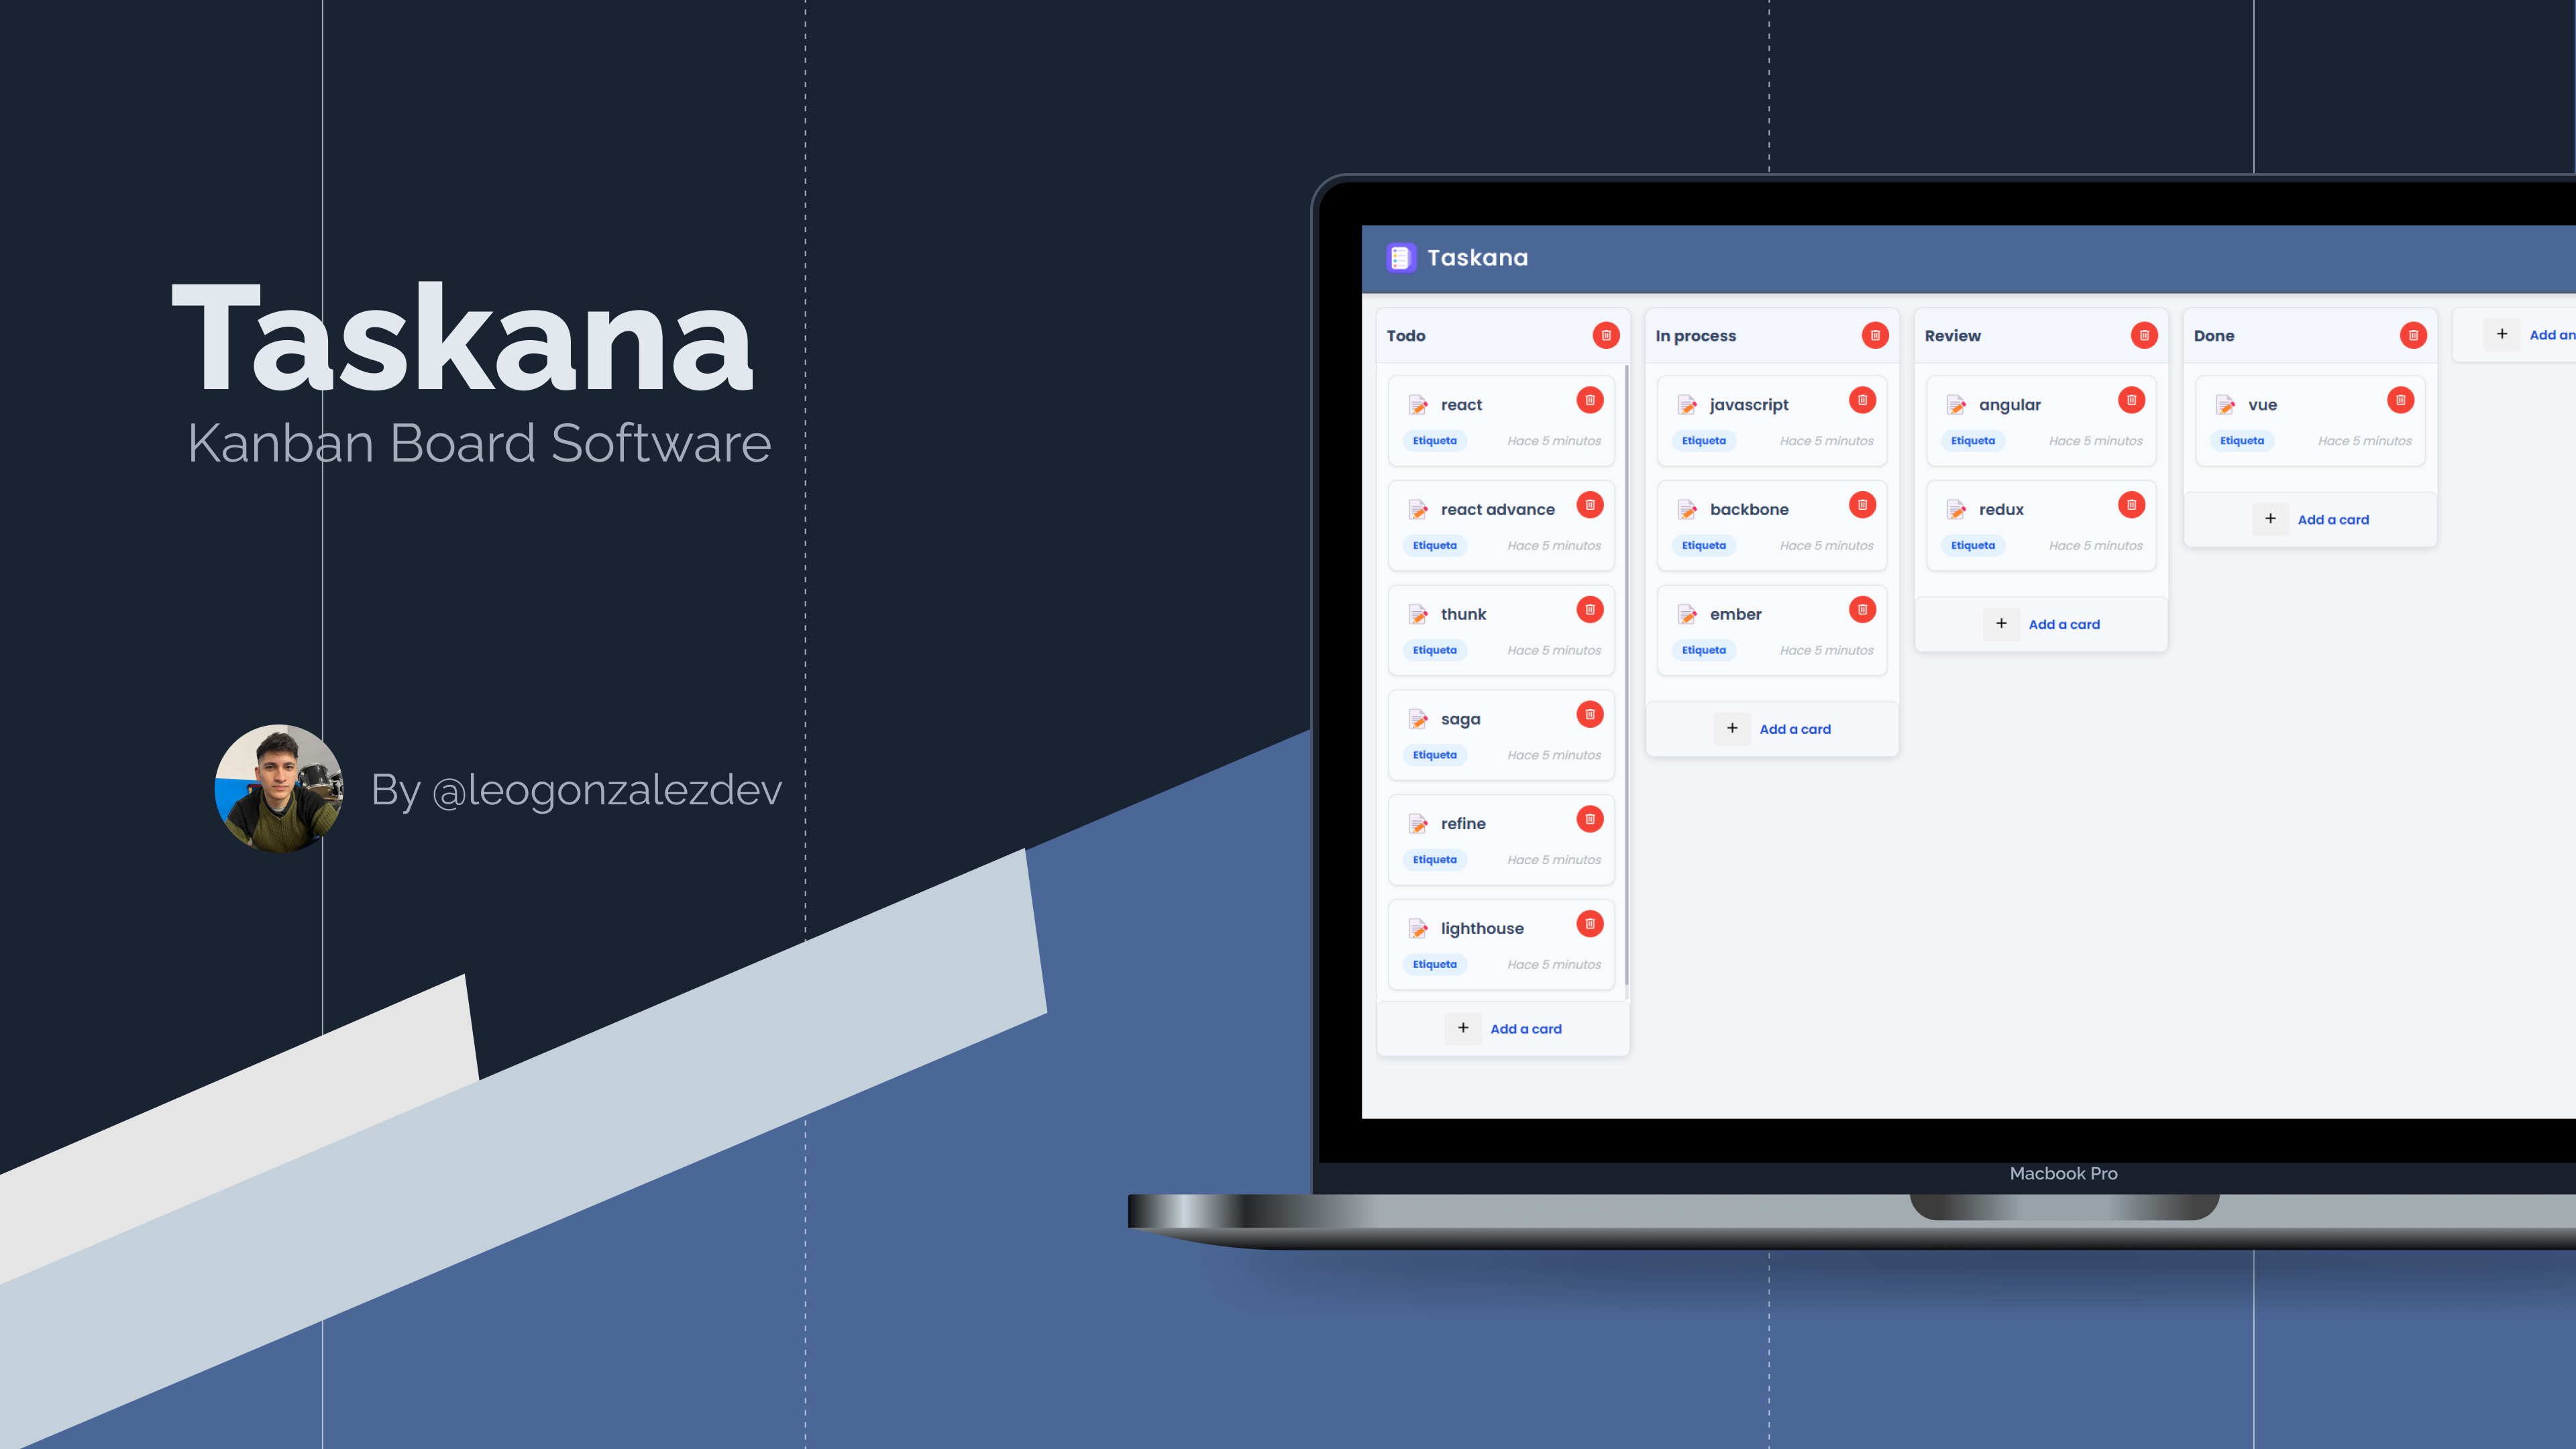 Taskana
Kanban Board Software
By @leogonzalezdev
Taskana
Todo
react
Etiqueta Hace 5 minutos
react advance
Etiqueta Hace 5 minutos
thunk
Etiqueta Hace 5 minutos
saga
Etiqueta Hace 5 minutos
refine
Etiqueta Hace 5 minutos
lighthouse
Etiqueta Hace 5 minutos
+ Add a card
In process
javascript
Etiqueta Hace 5 minutos
backbone
Etiqueta Hace 5 minutos
ember
Etiqueta Hace 5 minutos
+ Add a card
Review
angular
Etiqueta Hace 5 minutos
redux
Etiqueta Hace 5 minutos
+ Add a card
Done
vue
Etiqueta Hace 5 minutos
+ Add a card
+ Add an
Macbook Pro